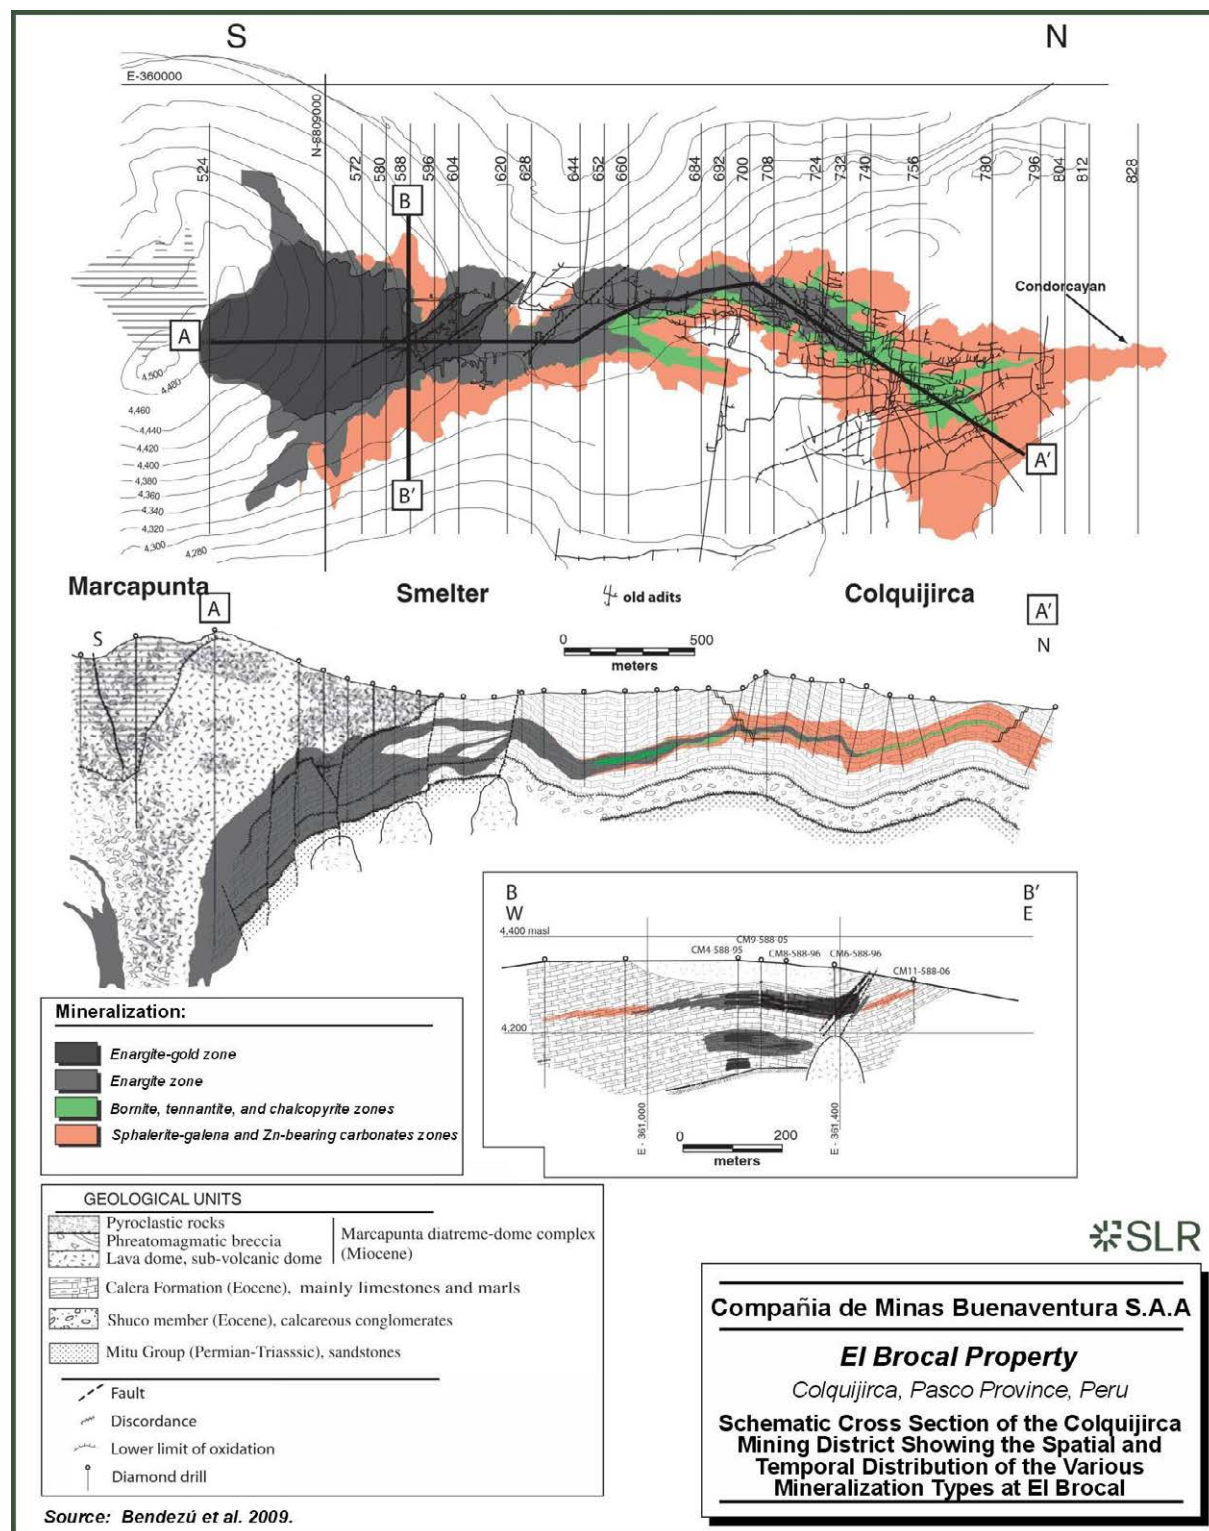 S
N
E-360000
N-8809000
524
572
580
588
596
604
620
628
644
652
660
684
692
700
708
724
732
740
756
780
796
804
812
828
B
A
Condorcayan
4,500
4,480
4,460
4,440
4,420
4,400
4,380
4,360
4,340
4,320
4,300
4,280
B'
A'
Marcapunta
Smelter
old adits
Colquijirca
A
A'
S
N
0 500
meters
B
W
B'
E
4,400 masl
CM9-588-05
CM4-588-95
CM8-588-96
CM6-588-96
CM11-588-06
4,200
E - 361,000
E - 361,400
0 200
meters
Mineralization:
Enargite-gold zone
Enargite zone
Bornite, tennantite, and chalcopyrite zones
Sphalerite-galena and Zn-bearing carbonates zones
GEOLOGICAL UNITS
Pyroclastic rocks
Phreatomagmatic breccia
Lava dome, sub-volcanic dome
Marcapunta diatreme-dome complex
(Miocene)
Calera Formation (Eocene), mainly limestones and marls
Shuco member (Eocene), calcareous conglomerates
Mitu Group (Permian-Triasssic), sandstones
Fault
Discordance
Lower limit of oxidation
Diamond drill
Source: Bendezú et al. 2009.
SLR
Compañia de Minas Buenaventura S.A.A
El Brocal Property
Colquijirca, Pasco Province, Peru
Schematic Cross Section of the Colquijirca
Mining District Showing the Spatial and
Temporal Distribution of the Various
Mineralization Types at El Brocal